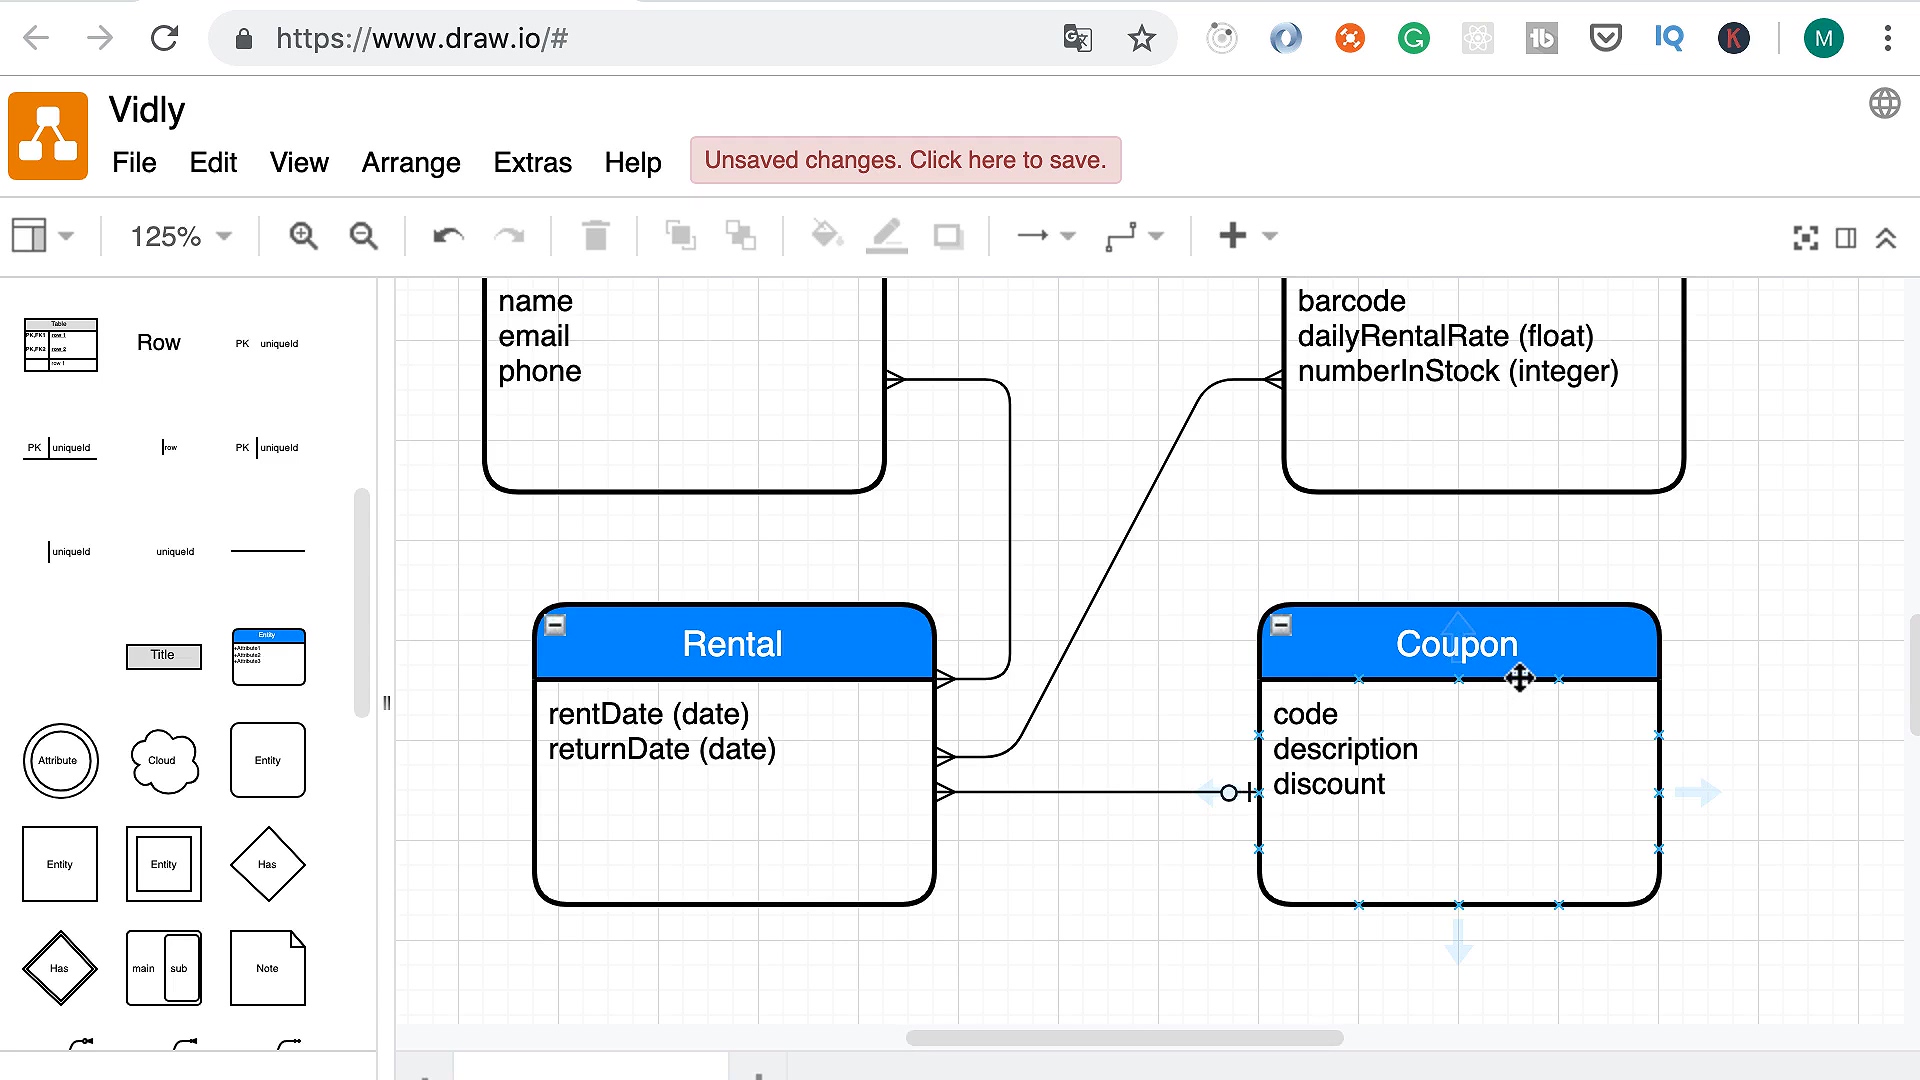 https://www.draw.io/#
M
Vidly
File Edit View Arrange Extras Help
Unsaved changes. Click here to save.
125%
Table
PK,FK1 row 1
PK,FK2 row 2
row 1
Row
PK uniqueId
PK uniqueId
row
PK uniqueId
uniqueId
uniqueId
Title
Entity
+Attribute1
+Attribute2
+Attribute3
Attribute
Cloud
Entity
Entity
Entity
Has
Has
main sub
Note
name
email
phone
barcode
dailyRentalRate (float)
numberInStock (integer)
Rental
rentDate (date)
returnDate (date)
Coupon
code
description
discount